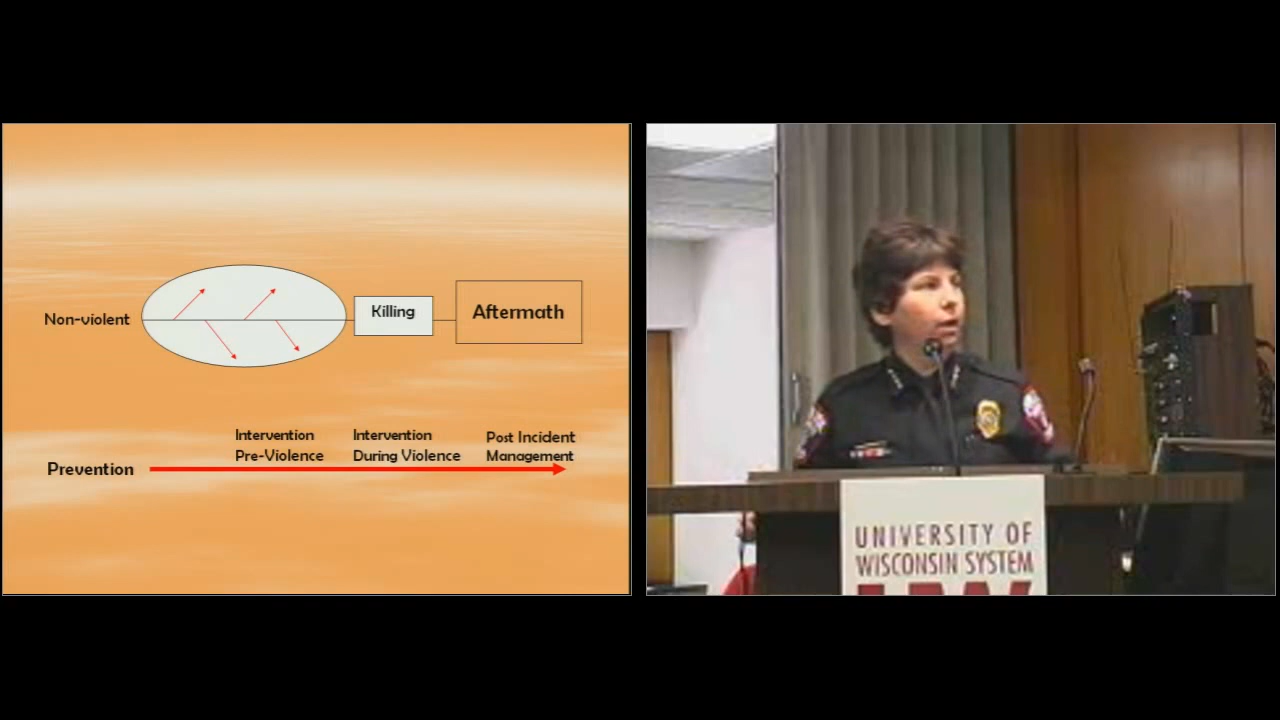 Non-violent
Killing
Aftermath
Intervention
Pre-Violence
Intervention
During Violence
Post Incident
Management
Prevention
UNIVERSITY OF
WISCONSIN SYSTEM